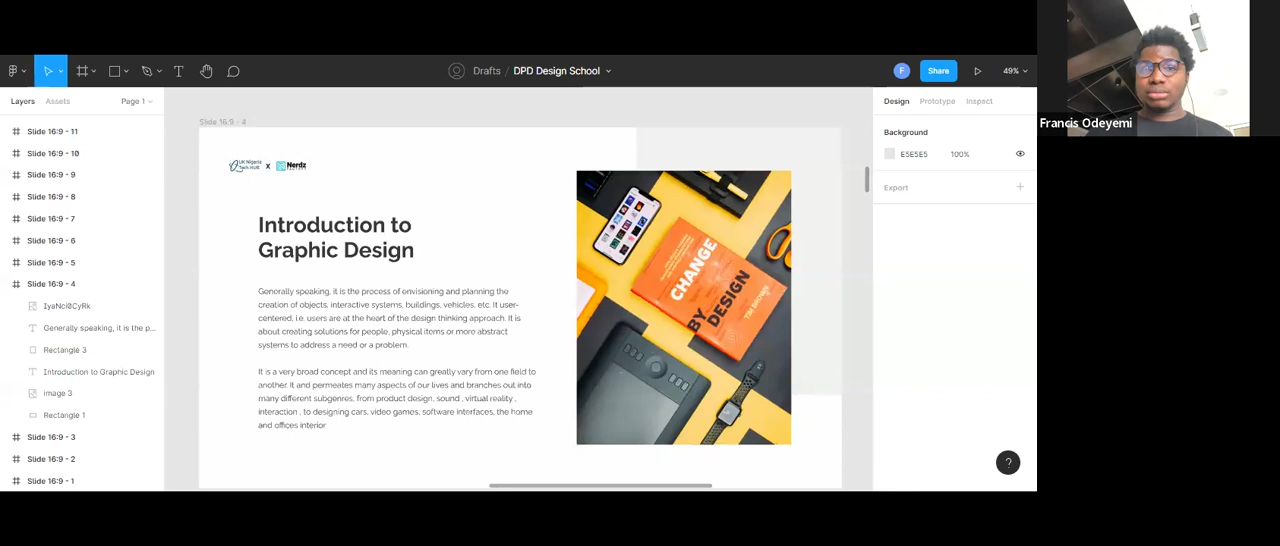 Drafts / DPD Design School
F
Share
49%
Layers
Assets
Page 1
Slide 16:9 - 11
Slide 16:9 - 10
Slide 16:9 - 9
Slide 16:9 - 8
Slide 16:9 - 7
Slide 16:9 - 6
Slide 16:9 - 5
Slide 16:9 - 4
IyaNci0CyRk
Generally speaking, it is the p...
Rectangle 3
Introduction to Graphic Design
image 3
Rectangle 1
Slide 16:9 - 3
Slide 16:9 - 2
Slide 16:9 - 1
Slide 16:9 - 4
UK Nigeria
Tech HUB
x
Nerdz
Introduction to
Graphic Design
Generally speaking, it is the process of envisioning and planning the
creation of objects, interactive systems, buildings, vehicles, etc. It user-
centered, i.e. users are at the heart of the design thinking approach. It is
about creating solutions for people, physical items or more abstract
systems to address a need or a problem.
It is a very broad concept and its meaning can greatly vary from one field to
another. It and permeates many aspects of our lives and branches out into
many different subgenres, from product design, sound , virtual reality ,
interaction , to designing cars, video games, software interfaces, the home
and offices interior
CHANGE
BY DESIGN
TIM BROWN
Design
Prototype
Inspect
Background
E5E5E5
100%
Export
+
?
Francis Odeyemi